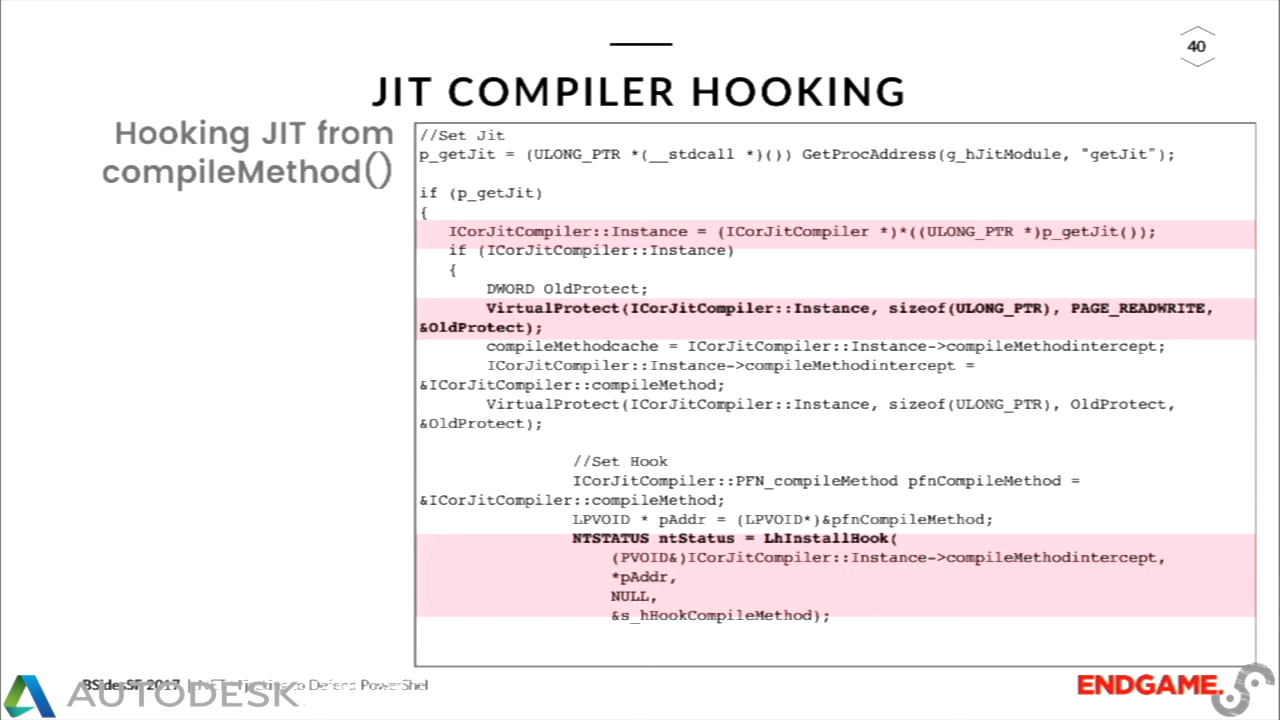 40
JIT COMPILER HOOKING
Hooking JIT from
compileMethod()
//Set Jit
p_getJit = (ULONG_PTR *(__stdcall *)()) GetProcAddress(g_hJitModule, "getJit");
if (p_getJit)
{
ICorJitCompiler::Instance = (ICorJitCompiler *)*((ULONG_PTR *)p_getJit());
if (ICorJitCompiler::Instance)
{
DWORD OldProtect;
VirtualProtect(ICorJitCompiler::Instance, sizeof(ULONG_PTR), PAGE_READWRITE,
&OldProtect);
compileMethodcache = ICorJitCompiler::Instance->compileMethodintercept;
ICorJitCompiler::Instance->compileMethodintercept =
&ICorJitCompiler::compileMethod;
VirtualProtect(ICorJitCompiler::Instance, sizeof(ULONG_PTR), OldProtect,
&OldProtect);
//Set Hook
ICorJitCompiler::PFN_compileMethod pfnCompileMethod =
&ICorJitCompiler::compileMethod;
LPVOID * pAddr = (LPVOID*)&pfnCompileMethod;
NTSTATUS ntStatus = LhInstallHook(
(PVOID&)ICorJitCompiler::Instance->compileMethodintercept,
*pAddr,
NULL,
&s_hHookCompileMethod);
BSidesSF 2017 | to Defend PowerShell
AUTODESK.
ENDGAME.